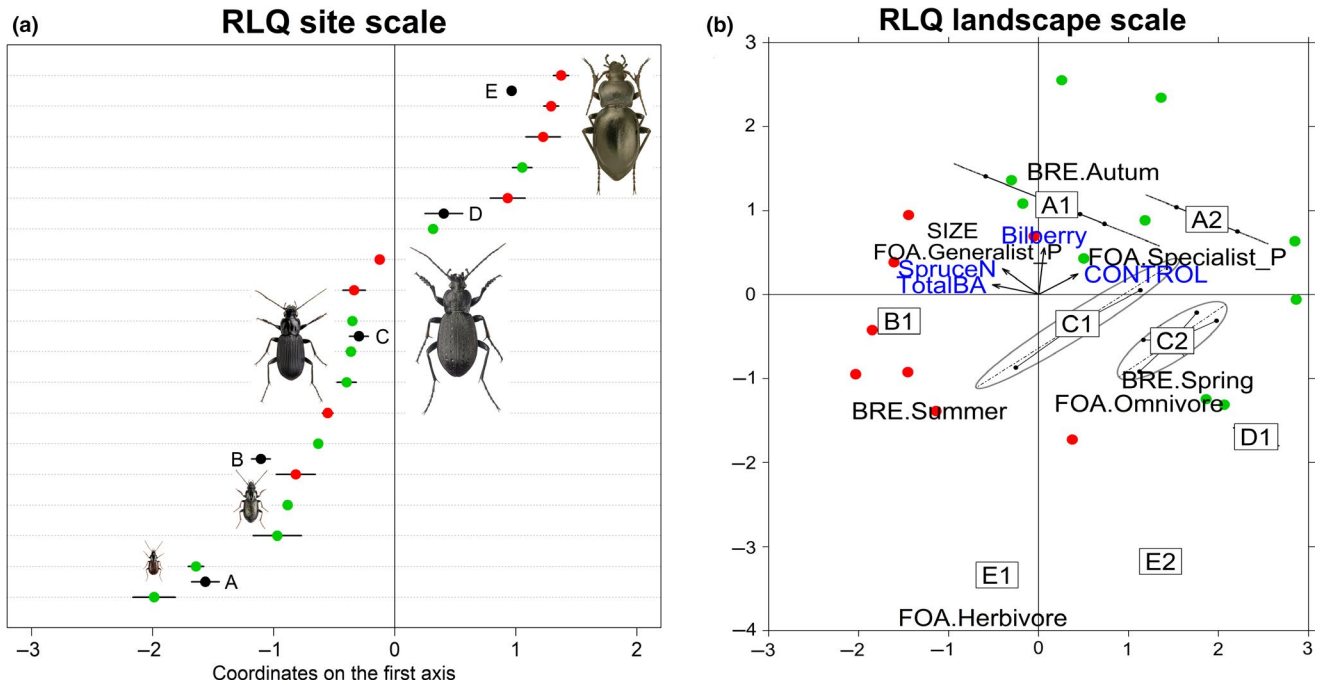 (a) RLQ site scale
E
D
C
B
A
–3 –2 –1 0 1 2
Coordinates on the first axis
(b) RLQ landscape scale
3
2
1
0
–1
–2
–3
–4
BRE.Autum
A1
A2
SIZE
Bilberry
FOA.Generalist_P
FOA.Specialist_P
SpruceN
CONTROL
TotalBA
B1
C1
C2
BRE.Spring
BRE.Summer
FOA.Omnivore
D1
E1
E2
FOA.Herbivore
–3 –2 –1 0 1 2 3